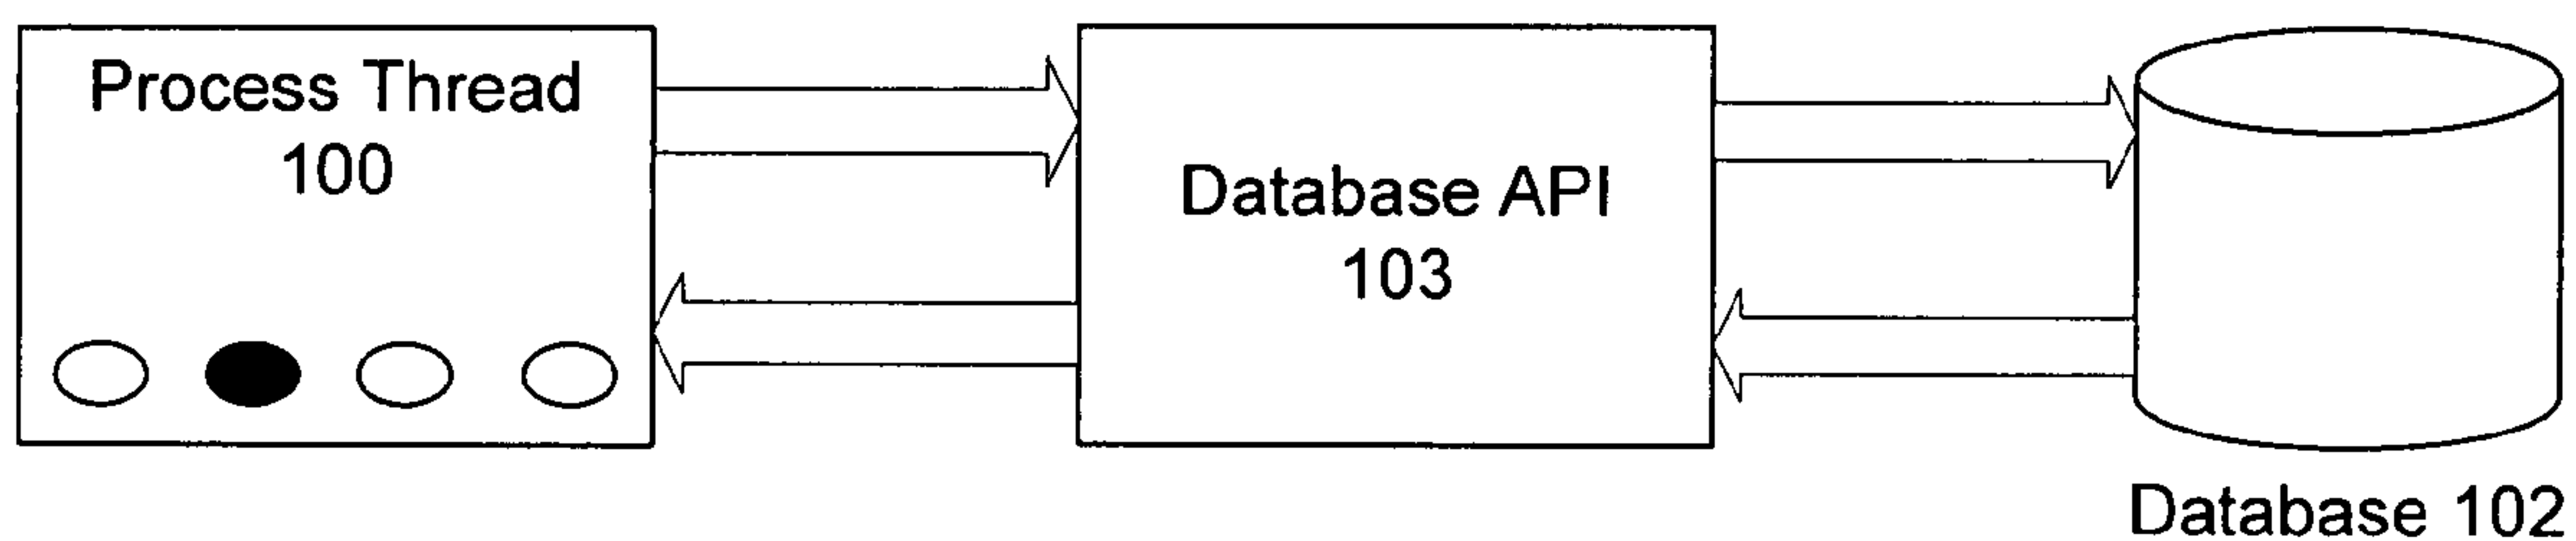 Process Thread
100
Database API
103
Database 102